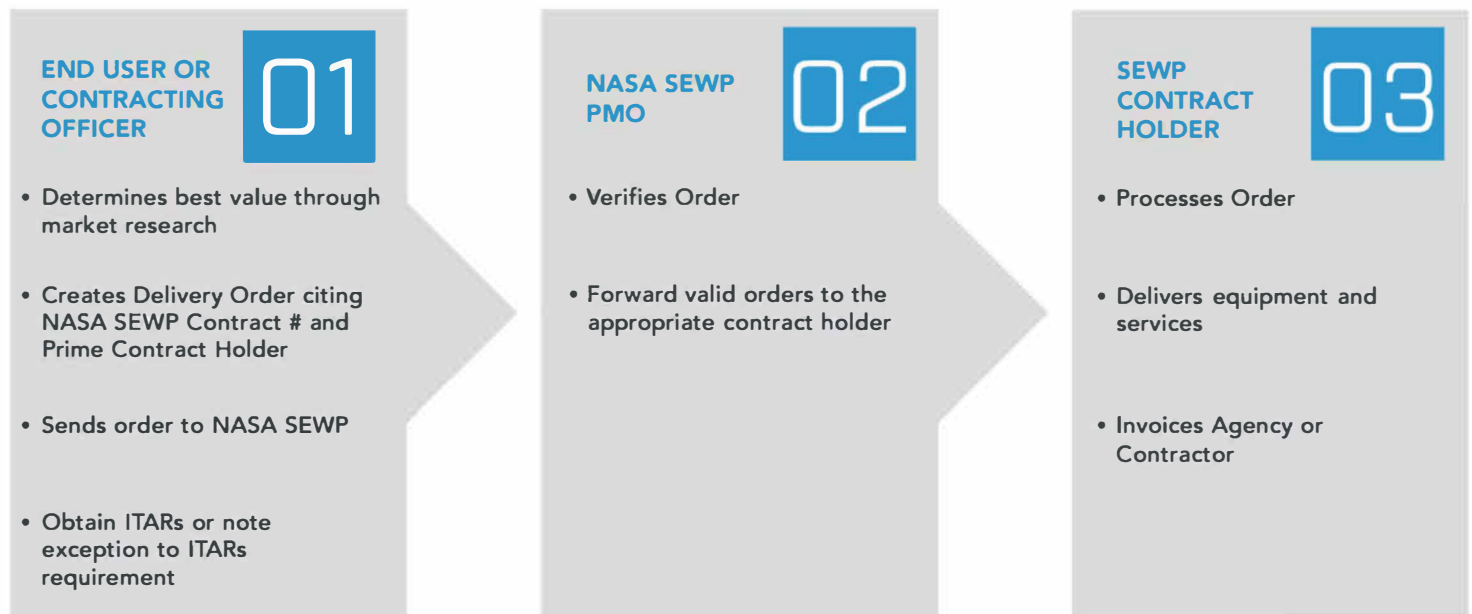 END USER OR
CONTRACTING
OFFICER
01
• Determines best value through
market research
• Creates Delivery Order citing
NASA SEWP Contract # and
Prime Contract Holder
• Sends order to NASA SEWP
• Obtain ITARs or note
exception to ITARs
requirement
NASA SEWP
PMO
02
• Verifies Order
• Forward valid orders to the
appropriate contract holder
SEWP
CONTRACT
HOLDER
03
• Processes Order
• Delivers equipment and
services
• Invoices Agency or
Contractor